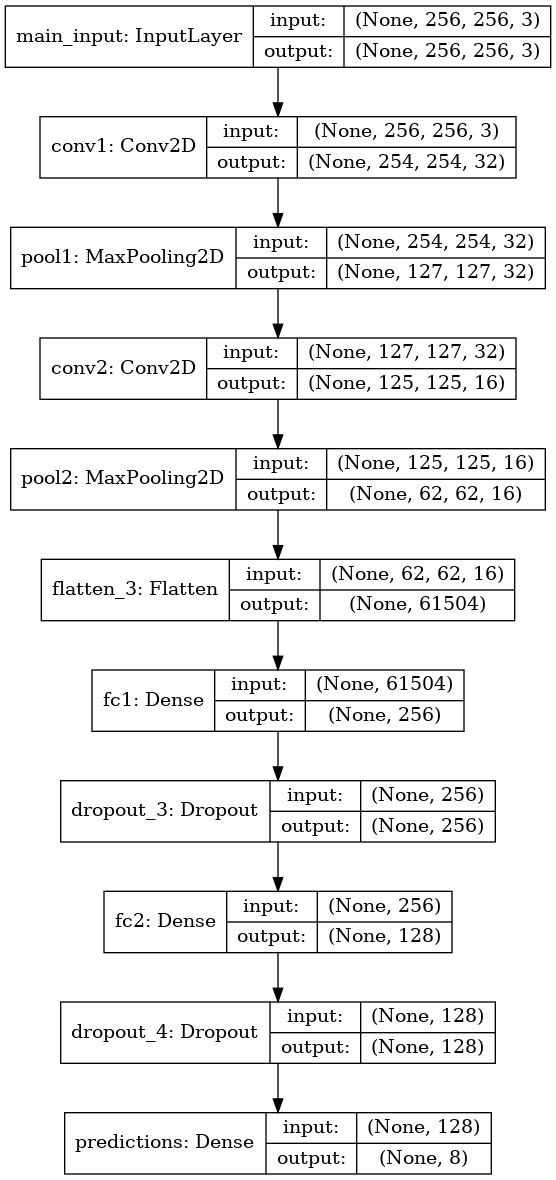 main_input: InputLayer
input: (None, 256, 256, 3)
output: (None, 256, 256, 3)
conv1: Conv2D
input: (None, 256, 256, 3)
output: (None, 254, 254, 32)
pool1: MaxPooling2D
input: (None, 254, 254, 32)
output: (None, 127, 127, 32)
conv2: Conv2D
input: (None, 127, 127, 32)
output: (None, 125, 125, 16)
pool2: MaxPooling2D
input: (None, 125, 125, 16)
output: (None, 62, 62, 16)
flatten_3: Flatten
input: (None, 62, 62, 16)
output: (None, 61504)
fc1: Dense
input: (None, 61504)
output: (None, 256)
dropout_3: Dropout
input: (None, 256)
output: (None, 256)
fc2: Dense
input: (None, 256)
output: (None, 128)
dropout_4: Dropout
input: (None, 128)
output: (None, 128)
predictions: Dense
input: (None, 128)
output: (None, 8)